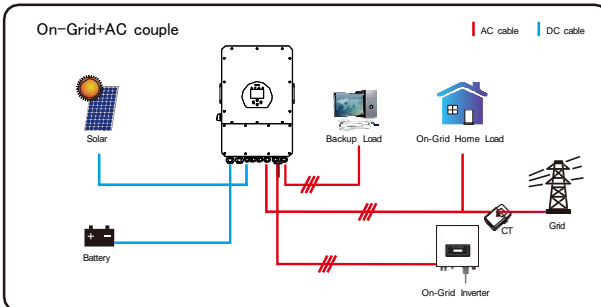 On-Grid+AC couple
AC cable
DC cable
Solar
Backup Load
On-Grid Home Load
CT
Grid
Battery
On-Grid Inverter